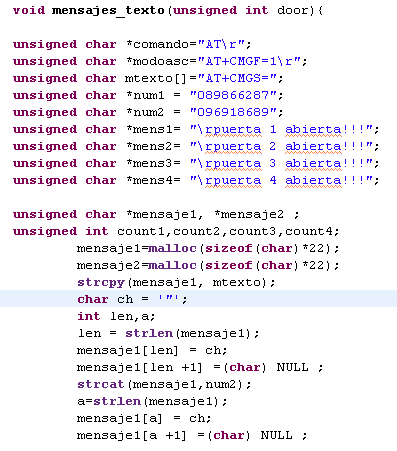 void mensajes_texto(unsigned int door){
unsigned char *comando="AT\r";
unsigned char *modoasc="AT+CMGF=1\r";
unsigned char mtexto[]="AT+CMGS=";
unsigned char *num1 = "089866287";
unsigned char *num2 = "096918689";
unsigned char *mens1= "\rpuerta 1 abierta!!!";
unsigned char *mens2= "\rpuerta 2 abierta!!!";
unsigned char *mens3= "\rpuerta 3 abierta!!!";
unsigned char *mens4= "\rpuerta 4 abierta!!!";
unsigned char *mensaje1, *mensaje2 ;
unsigned int count1,count2,count3,count4;
mensaje1=malloc(sizeof(char)*22);
mensaje2=malloc(sizeof(char)*22);
strcpy(mensaje1, mtexto);
char ch = '"';
int len,a;
len = strlen(mensaje1);
mensaje1[len] = ch;
mensaje1[len +1] =(char) NULL ;
strcat(mensaje1,num2);
a=strlen(mensaje1);
mensaje1[a] = ch;
mensaje1[a +1] =(char) NULL ;